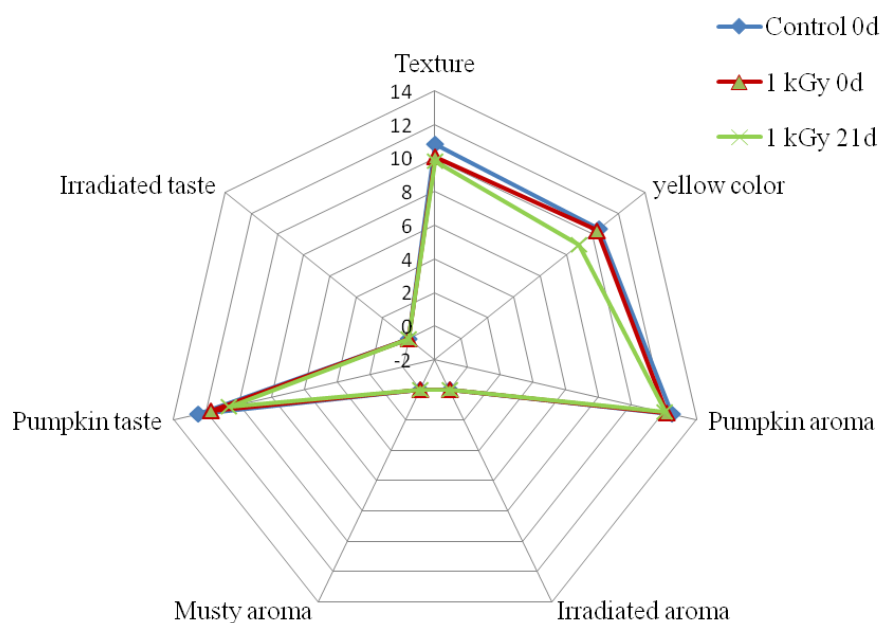 Control 0d
1 kGy 0d
1 kGy 21d
Texture
yellow color
Pumpkin aroma
Irradiated aroma
Musty aroma
Pumpkin taste
Irradiated taste
14
12
10
8
6
4
2
0
-2